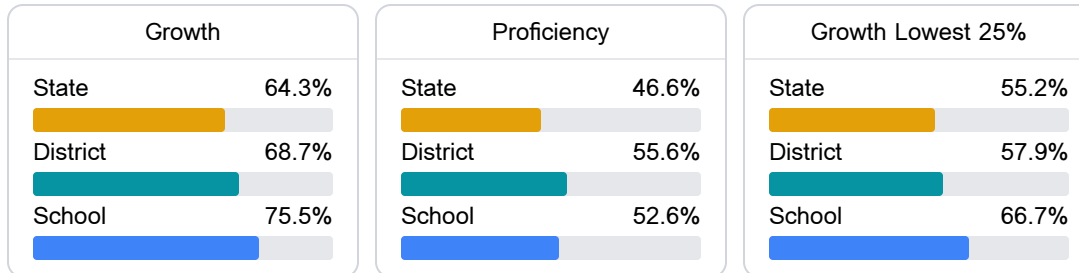 Growth
State 64.3%
District 68.7%
School 75.5%
Proficiency
State 46.6%
District 55.6%
School 52.6%
Growth Lowest 25%
State 55.2%
District 57.9%
School 66.7%